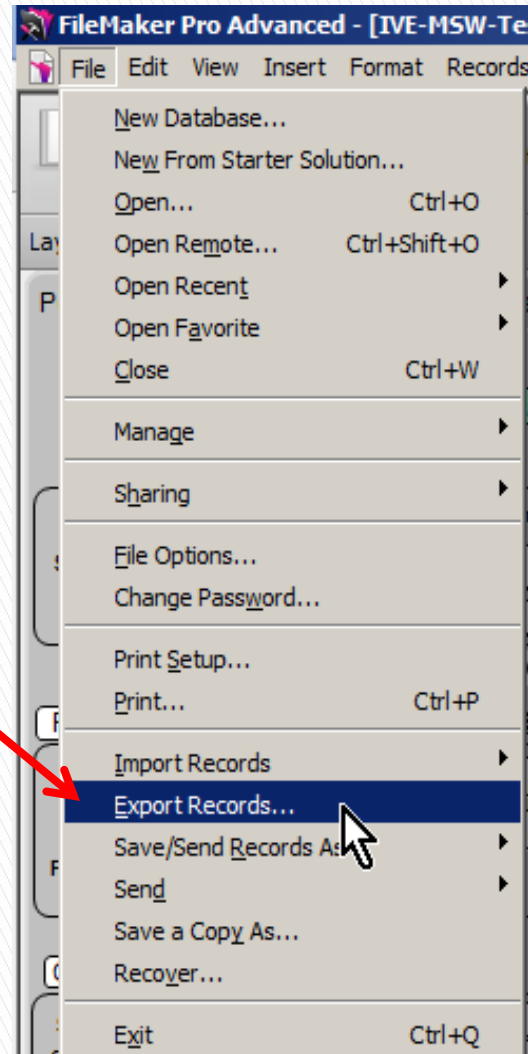 FileMaker Pro Advanced - [IVE-MSW-Te
File Edit View Insert Format Records
New Database...
New From Starter Solution...
Open... Ctrl+O
Lay Open Remote... Ctrl+Shift+O
P Open Recent
Open Favorite
Close Ctrl+W
Manage
Sharing
File Options...
Change Password...
Print Setup...
Print... Ctrl+P
Import Records
Export Records...
Save/Send Records As
F Send
Save a Copy As...
Recover...
Exit Ctrl+Q